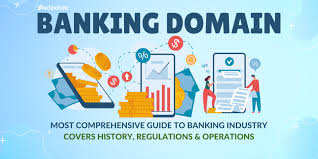 BANKING DOMAIN
MOST COMPREHENSIVE GUIDE TO BANKING INDUSTRY
COVERS HISTORY, REGULATIONS & OPERATIONS